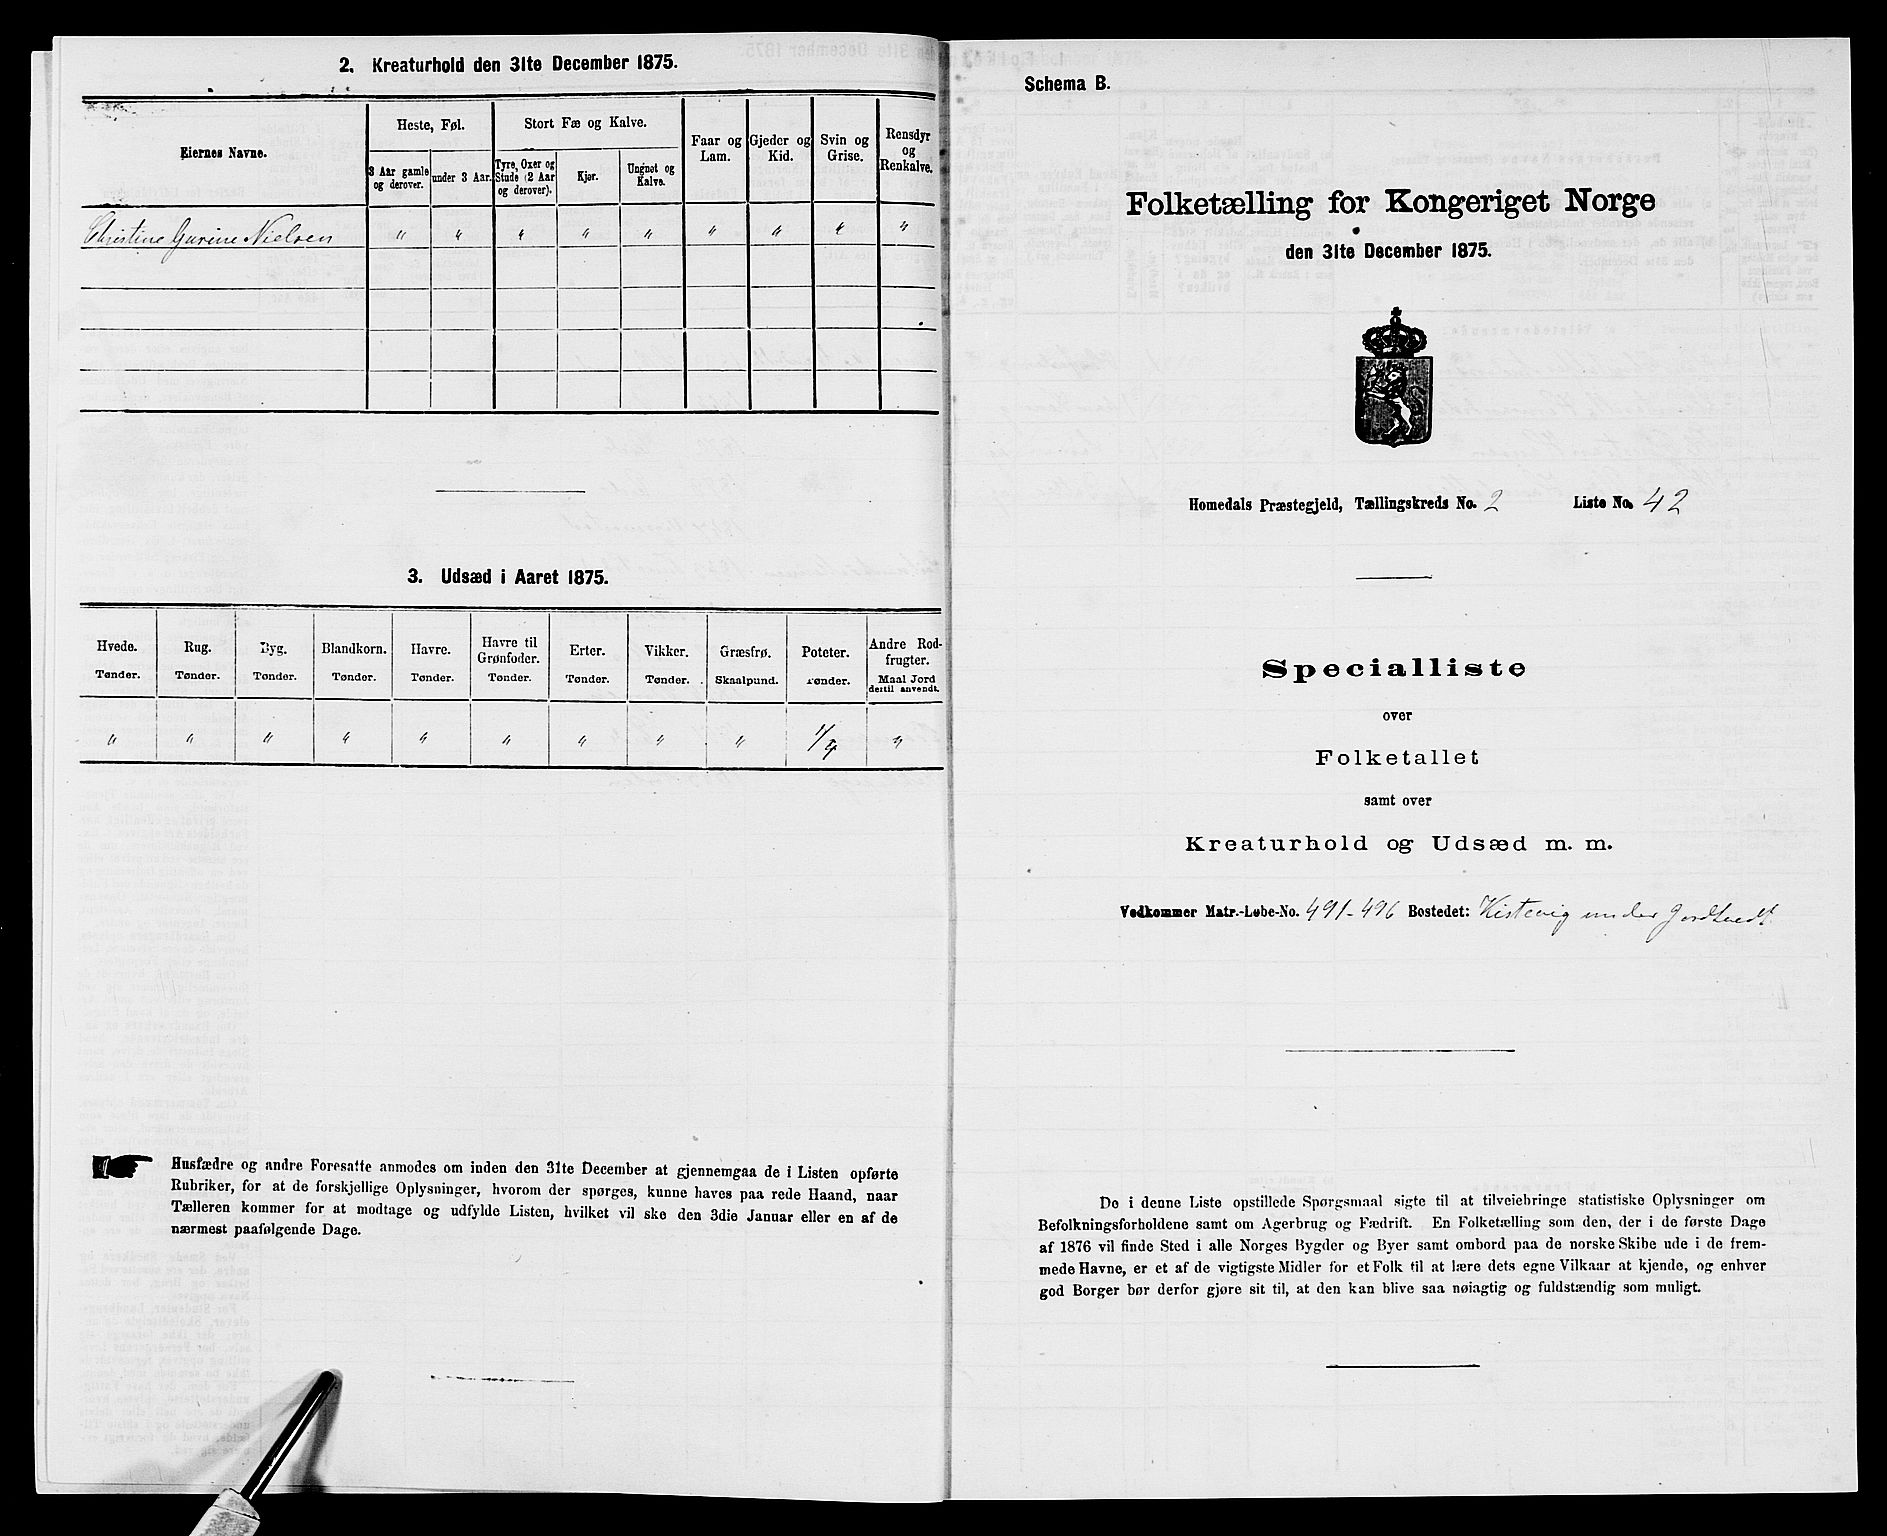 2. Kreaturhold den 31te December 1875.
Eiernes Navne.
Heste, Føl.
Stort Fæ og Kalve.
Faar og Lam.
Gjeder og Kid.
Svin og Grise.
Rensdyr og Renkalve.
3 Aar gamle og derover.
under 3 Aar.
Tyre, Oxer og Stude (2 Aar og derover).
Kjør.
Ungnøt og Kalve.
Christine Gurine Nielsen " " " " " " " " "
3. Udsæd i Aaret 1875.
Hvede. Tønder.
Rug. Tønder.
Byg. Tønder.
Blandkorn. Tønder.
Havre. Tønder.
Havre til Grønfoder. Tønder.
Erter. Tønder.
Vikker. Tønder.
Græsfrø. Skaalpund.
Poteter. Tønder.
Andre Rodfrugter. Maal Jord dertil anvendt.
" " " " " " " " " 1/4 "
Husfædre og andre Foresatte anmodes om inden den 31te December at gjennemgaa de i Listen opførte
Rubriker, for at de forskjellige Oplysninger, hvorom der spørges, kunne haves paa rede Haand, naar
Tælleren kommer for at modtage og udfylde Listen, hvilket vil ske den 3die Januar eller en af de
nærmest paafølgende Dage.
Schema B.
Folketælling for Kongeriget Norge
den 31te December 1875.
Homedals Præstegjeld, Tællingskreds No. 2 Liste No. 42
Specialliste
over
Folketallet
samt over
Kreaturhold og Udsæd m. m.
Vedkommer Matr.-Løbe-No. 491-496 Bostedet: Kistevig under Jordtvedt
De i denne Liste opstillede Spørgsmaal sigte til at tilveiebringe statistiske Oplysninger om
Befolkningsforholdene samt om Agerbrug og Fædrift. En Folketælling som den, der i de første Dage
af 1876 vil finde Sted i alle Norges Bygder og Byer samt ombord paa de norske Skibe ude i de frem-
mede Havne, er et af de vigtigste Midler for et Folk til at lære dets egne Vilkaar at kjende, og enhver
god Borger bør derfor gjøre sit til, at den kan blive saa nøiagtig og fuldstændig som muligt.